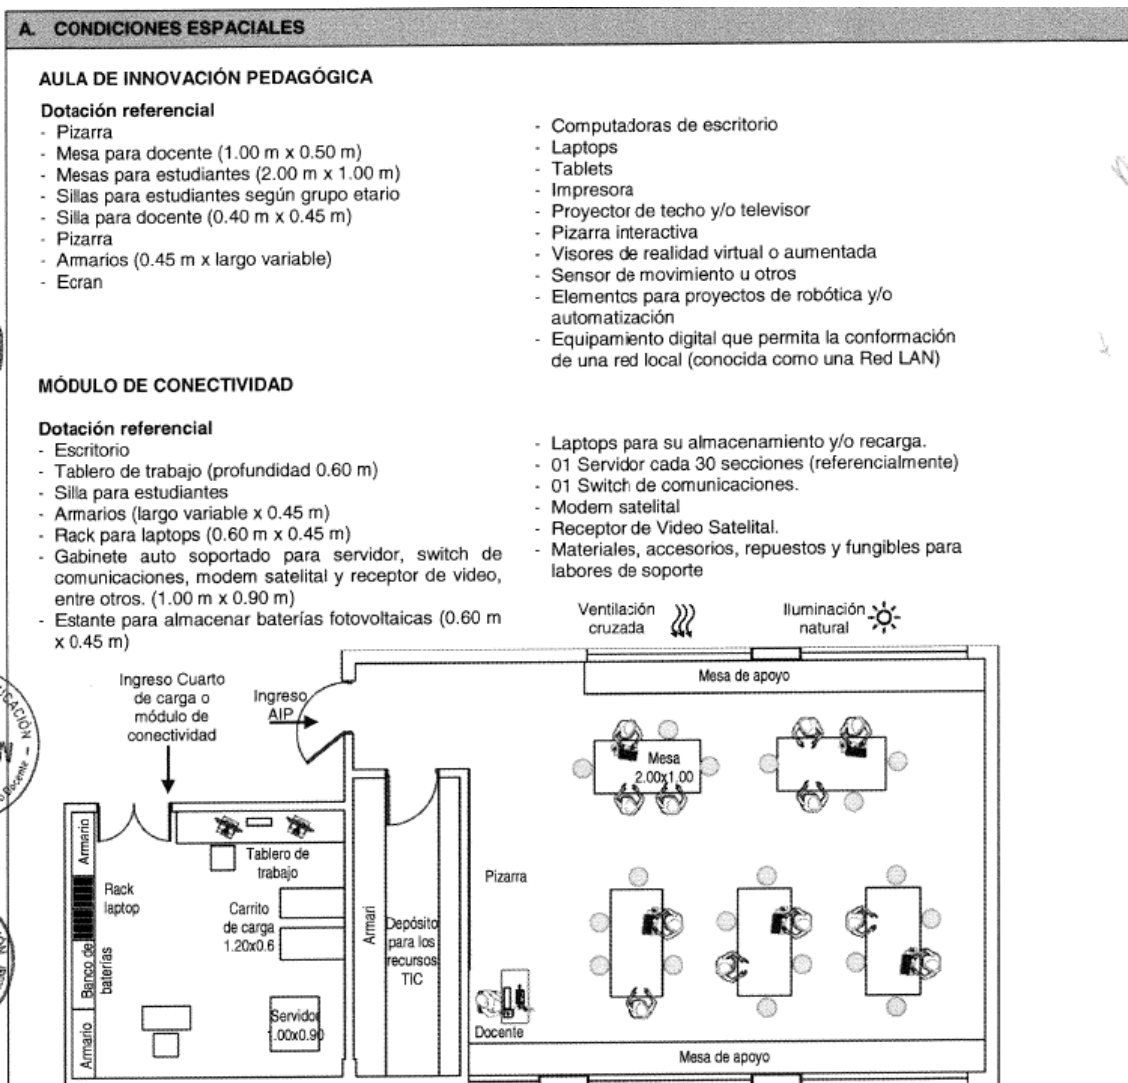 A. CONDICIONES ESPACIALES
AULA DE INNOVACIÓN PEDAGÓGICA
Dotación referencial
- Pizarra
- Mesa para docente (1.00 m x 0.50 m)
- Mesas para estudiantes (2.00 m x 1.00 m)
- Sillas para estudiantes según grupo etario
- Silla para docente (0.40 m x 0.45 m)
- Pizarra
- Armarios (0.45 m x largo variable)
- Ecran
- Computadoras de escritorio
- Laptops
- Tablets
- Impresora
- Proyector de techo y/o televisor
- Pizarra interactiva
- Visores de realidad virtual o aumentada
- Sensor de movimiento u otros
- Elementos para proyectos de robótica y/o
automatización
- Equipamiento digital que permita la conformación
de una red local (conocida como una Red LAN)
MÓDULO DE CONECTIVIDAD
Dotación referencial
- Escritorio
- Tablero de trabajo (profundidad 0.60 m)
- Silla para estudiantes
- Armarios (largo variable x 0.45 m)
- Rack para laptops (0.60 m x 0.45 m)
- Gabinete auto soportado para servidor, switch de
comunicaciones, modem satelital y receptor de video,
entre otros. (1.00 m x 0.90 m)
- Estante para almacenar baterías fotovoltaicas (0.60 m
x 0.45 m)
- Laptops para su almacenamiento y/o recarga.
- 01 Servidor cada 30 secciones (referencialmente)
- 01 Switch de comunicaciones.
- Modem satelital
- Receptor de Video Satelital.
- Materiales, accesorios, repuestos y fungibles para
labores de soporte
Ventilación
cruzada
Iluminación
natural
Ingreso Cuarto
de carga o
módulo de
conectividad
Ingreso
AIP
Mesa de apoyo
Mesa
2.00x1.00
Armario
Rack
laptop
Tablero de
trabajo
Carrito
de carga
1.20x0.6
Banco de
baterías
Armario
Servidor
1.00x0.90
Armari
Depósito
para los
recursos
TIC
Pizarra
Docente
Mesa de apoyo